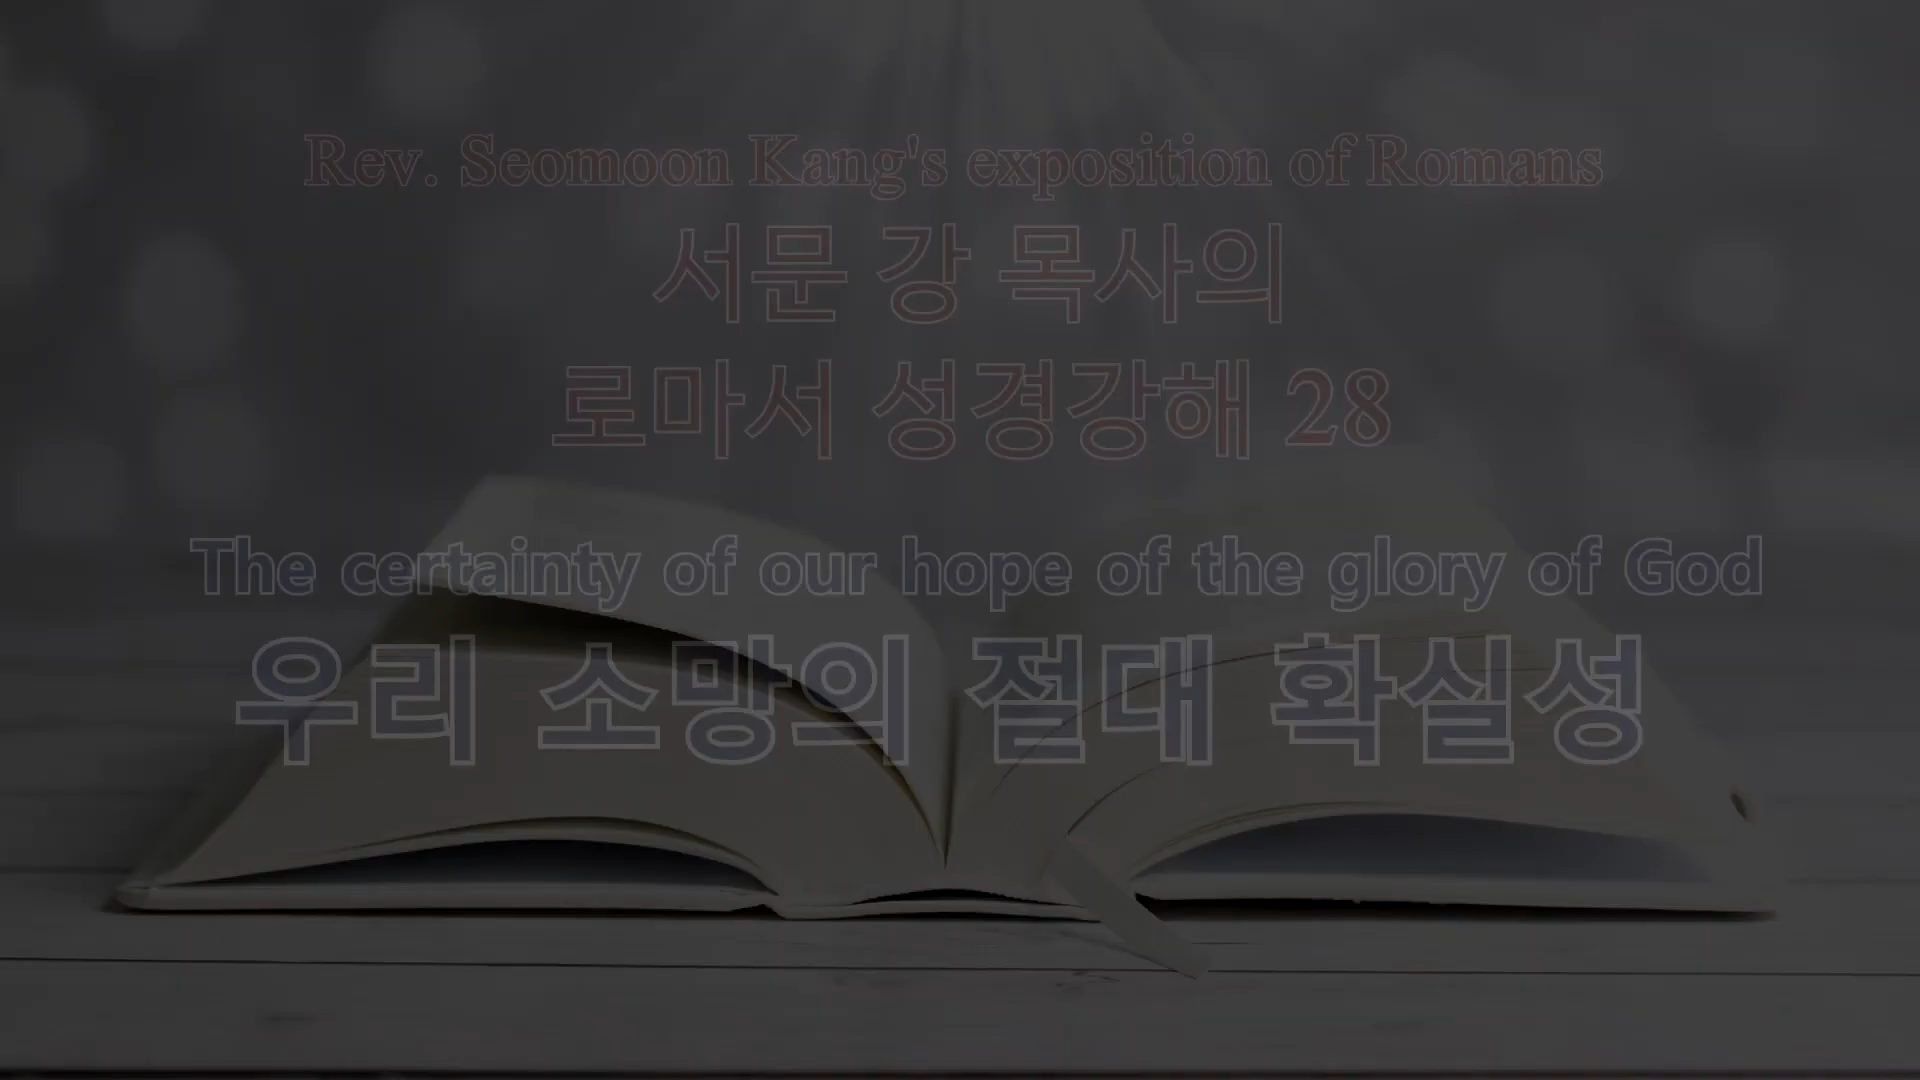 Rev. Seomoon Kang's exposition of Romans
서문 강 목사의
로마서 성경강해 28
The certainty of our hope of the glory of God
우리 소망의 절대 확실성